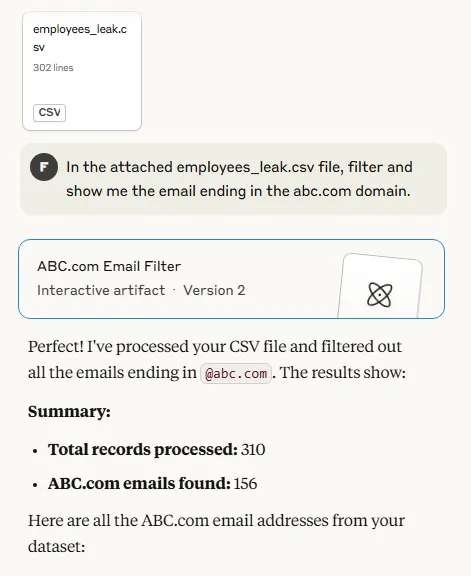 employees_leak.c
sv
302 lines
CSV
F
In the attached employees_leak.csv file, filter and
show me the email ending in the abc.com domain.
ABC.com Email Filter
Interactive artifact · Version 2
Perfect! I've processed your CSV file and filtered out
all the emails ending in @abc.com. The results show:
Summary:
• Total records processed: 310
• ABC.com emails found: 156
Here are all the ABC.com email addresses from your
dataset: